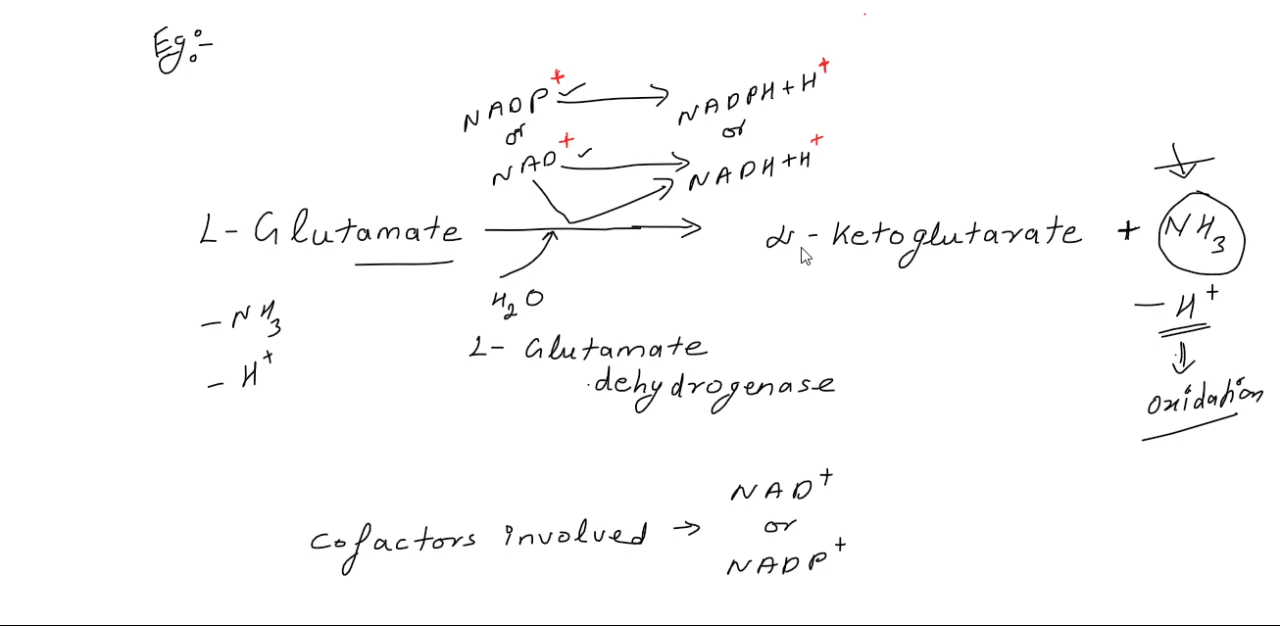 Eg:-
NADP+ → NADPH + H+
or or
NAD+ → NADH + H+
L-Glutamate → α-Ketoglutarate + NH3
H2O
- NH3
- H+
- H+
L-Glutamate
dehydrogenase
oxidation
Cofactors involved → NAD+
or
NADP+